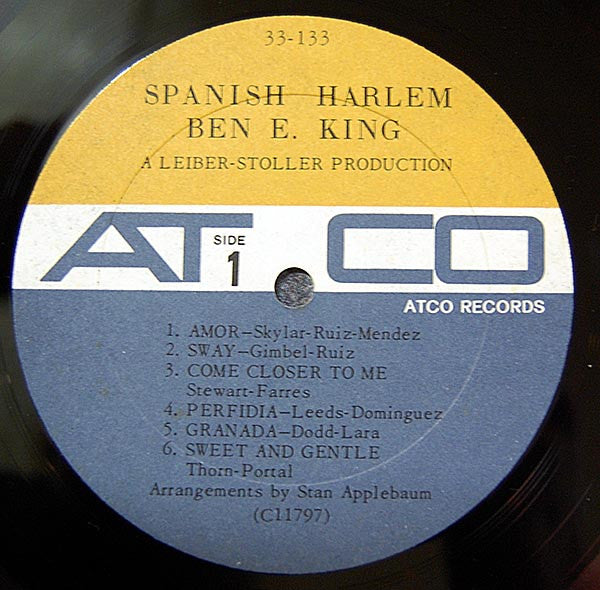 33-133
SPANISH HARLEM
BEN E. KING
A LEIBER-STOLLER PRODUCTION
ATCO
SIDE
1
ATCO RECORDS
1. AMOR—Skylar-Ruiz-Mendez
2. SWAY—Gimbel-Ruiz
3. COME CLOSER TO ME
Stewart-Farres
4. PERFIDIA—Leeds-Dominguez
5. GRANADA—Dodd-Lara
6. SWEET AND GENTLE
Thorn-Portal
Arrangements by Stan Applebaum
(C11797)